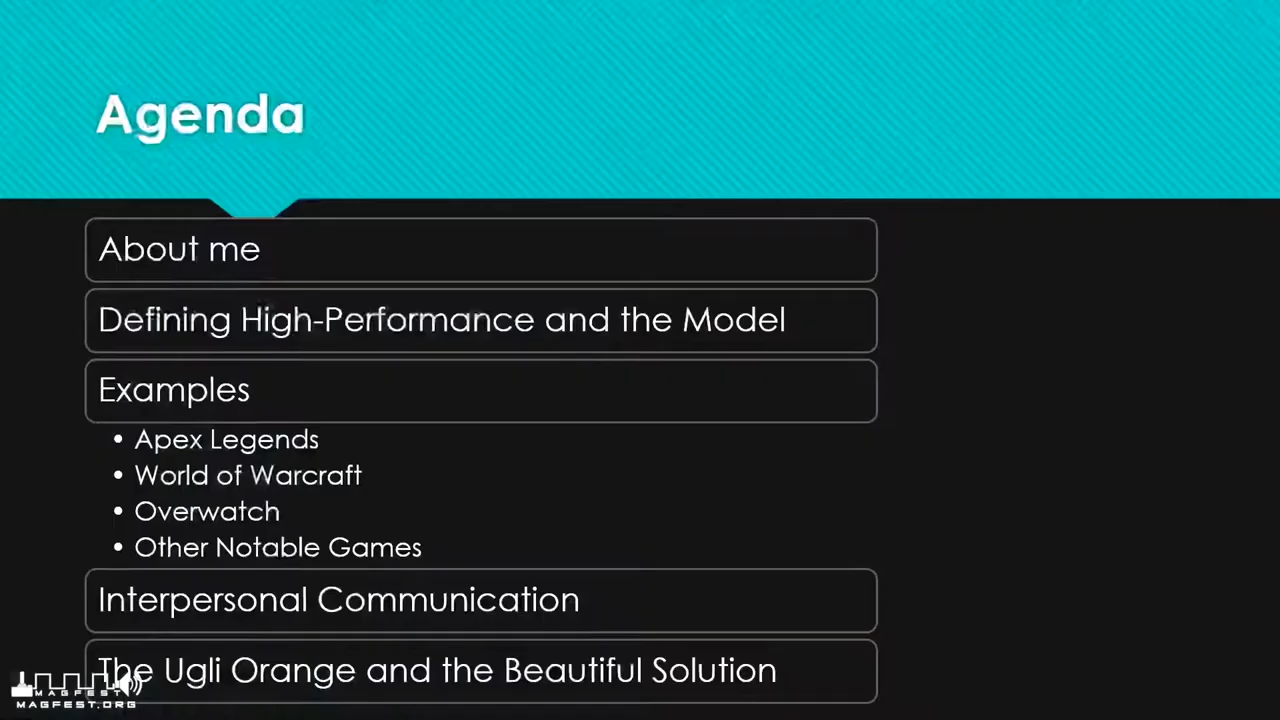 Agenda
About me
Defining High-Performance and the Model
Examples
• Apex Legends
• World of Warcraft
• Overwatch
• Other Notable Games
Interpersonal Communication
The Ugli Orange and the Beautiful Solution
MAGFEST
MAGFEST.ORG